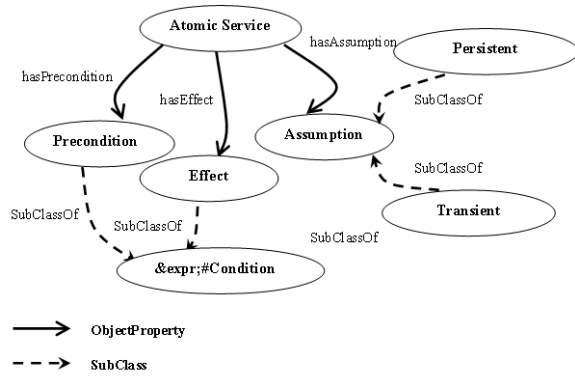 Atomic Service
hasAssumption
Persistent
hasPrecondition
hasEffect
SubClassOf
Precondition
Assumption
Effect
SubClassOf
SubClassOf
SubClassOf
Transient
SubClassOf
&expr;#Condition
ObjectProperty
SubClass